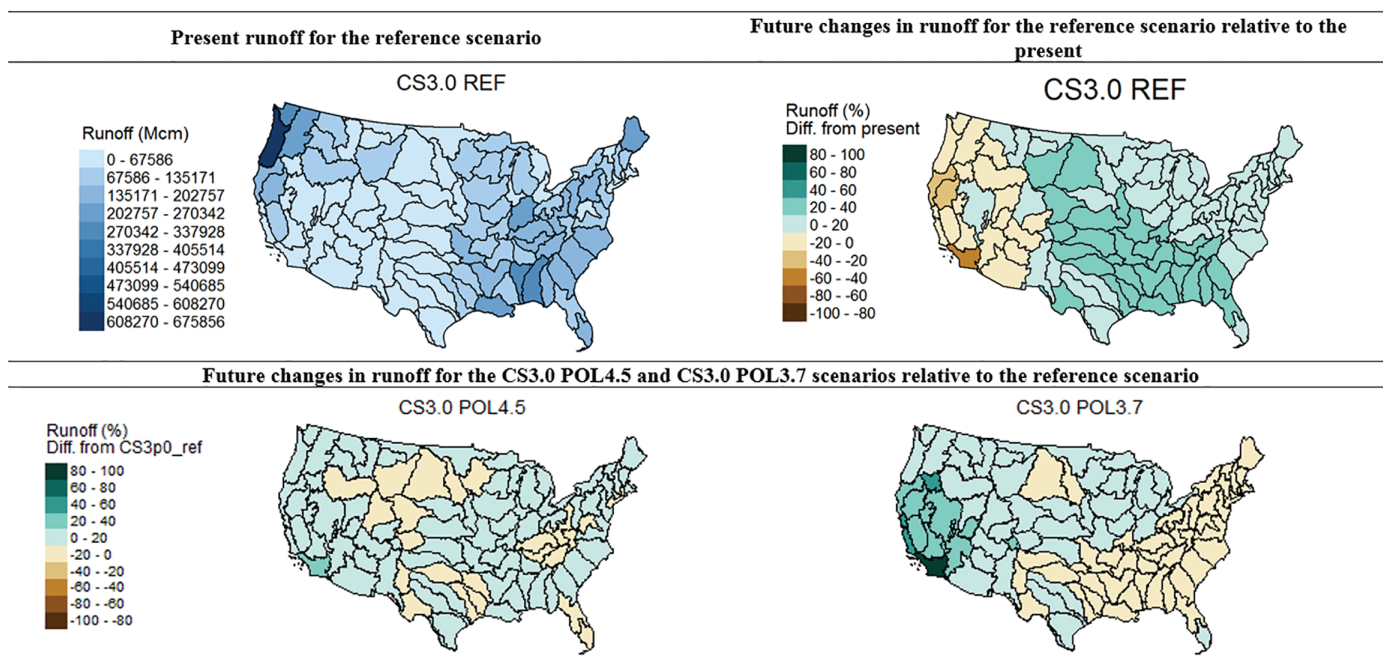 Present runoff for the reference scenario
Future changes in runoff for the reference scenario relative to the
present
CS3.0 REF
Runoff (Mcm)
0 - 67586
67586 - 135171
135171 - 202757
202757 - 270342
270342 - 337928
337928 - 405514
405514 - 473099
473099 - 540685
540685 - 608270
608270 - 675856
CS3.0 REF
Runoff (%)
Diff. from present
80 - 100
60 - 80
40 - 60
20 - 40
0 - 20
-20 - 0
-40 - -20
-60 - -40
-80 - -60
-100 - -80
Future changes in runoff for the CS3.0 POL4.5 and CS3.0 POL3.7 scenarios relative to the reference scenario
CS3.0 POL4.5
Runoff (%)
Diff. from CS3p0_ref
80 - 100
60 - 80
40 - 60
20 - 40
0 - 20
-20 - 0
-40 - -20
-60 - -40
-80 - -60
-100 - -80
CS3.0 POL3.7